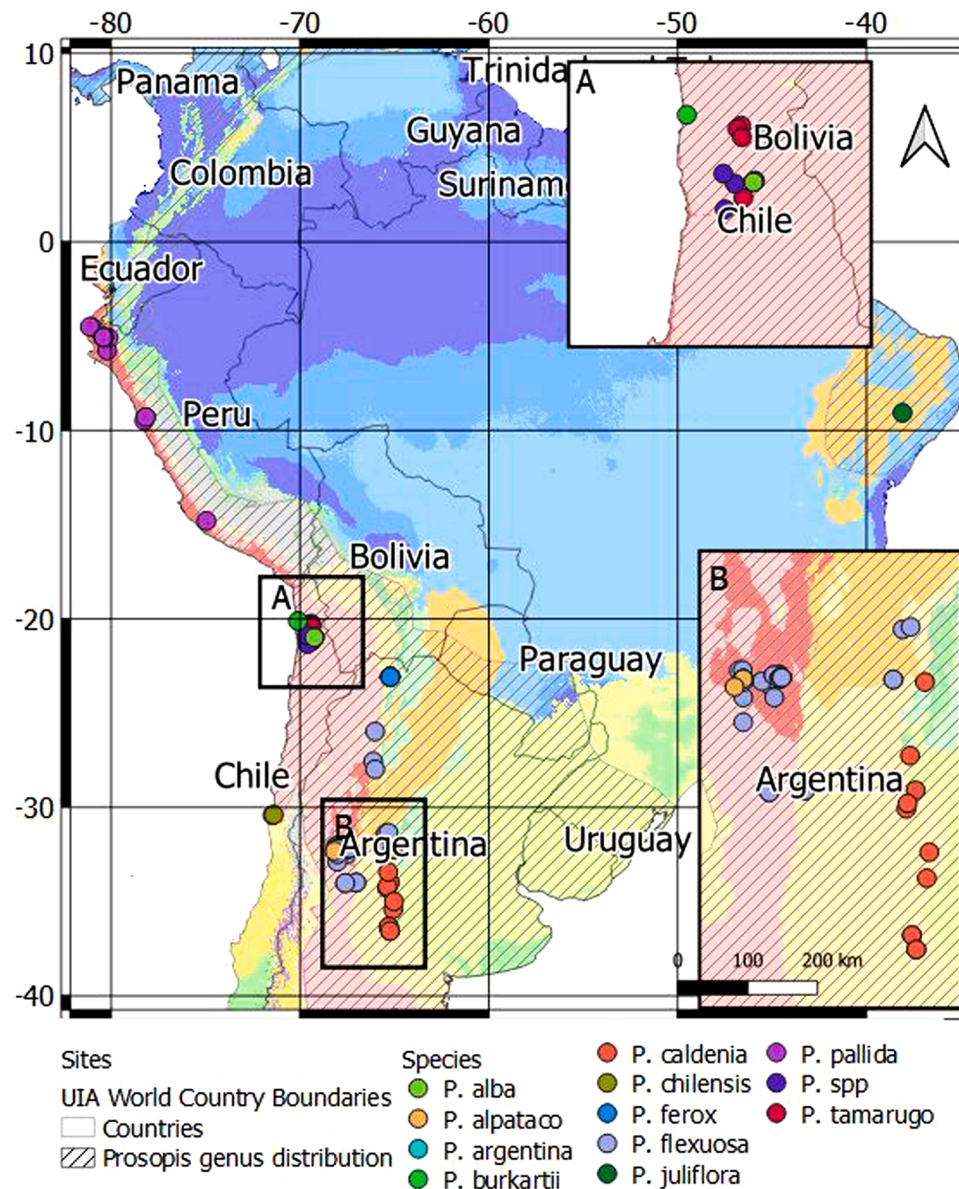 -80 -70 -60 -50 -40
10
Panama
Trinida
A
Guyana
Bolivia
Colombia
Surinam
Chile
0
Ecuador
Peru
-10
Bolivia
B
A
-20
Paraguay
Chile
Argentina
-30
B
Argentina
Uruguay
0 100 200 km
-40
Sites
UIA World Country Boundaries
Countries
Prosopis genus distribution
Species
P. alba
P. alpataco
P. argentina
P. burkartii
P. caldenia
P. chilensis
P. ferox
P. flexuosa
P. juliflora
P. pallida
P. spp
P. tamarugo